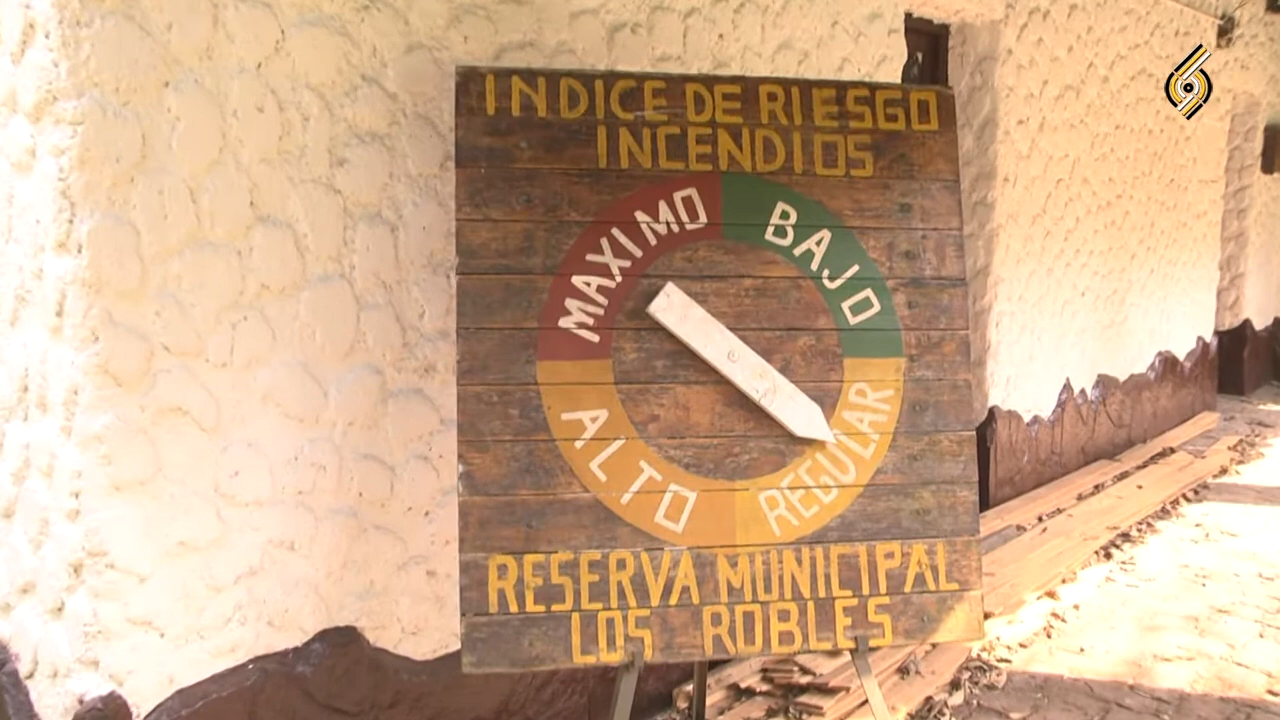 INDICE DE RIESGO
INCENDIOS
MAXIMO
BAJO
ALTO
REGULAR
RESERVA MUNICIPAL
LOS ROBLES